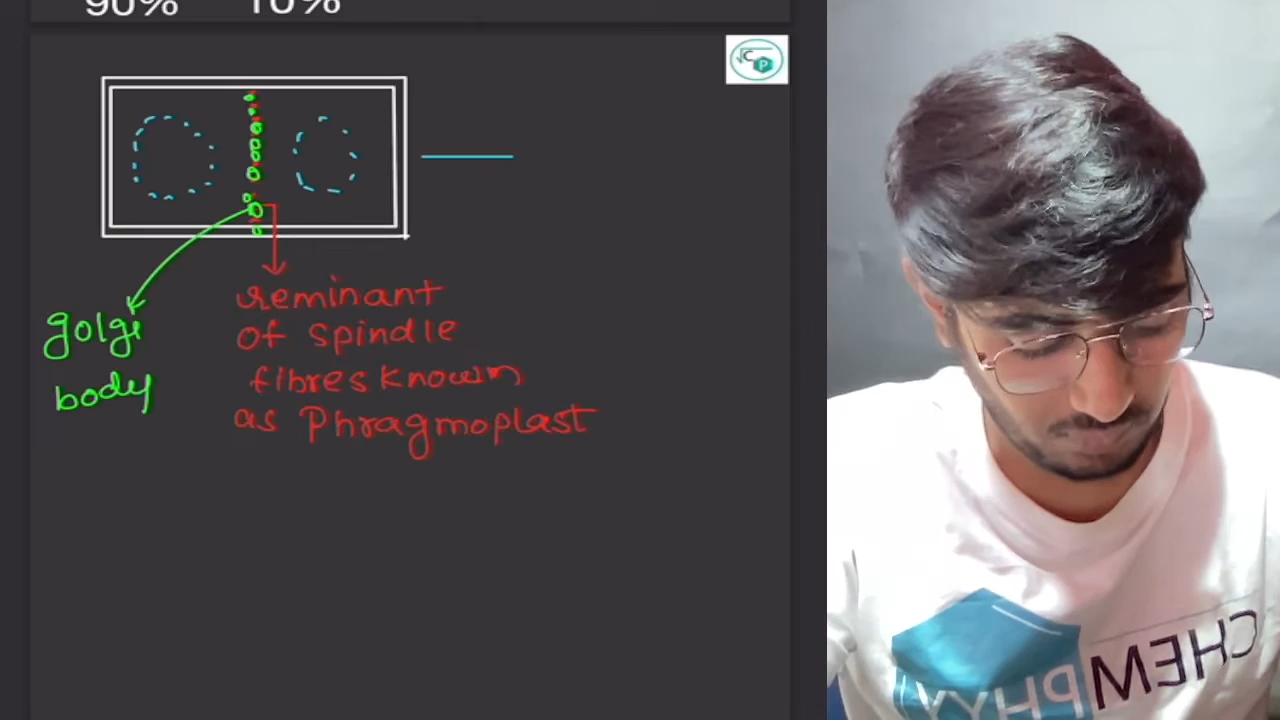 90% 10%
√C P
golgi
body
reminant
of spindle
fibres known
as Phragmoplast
CHEM
PHY